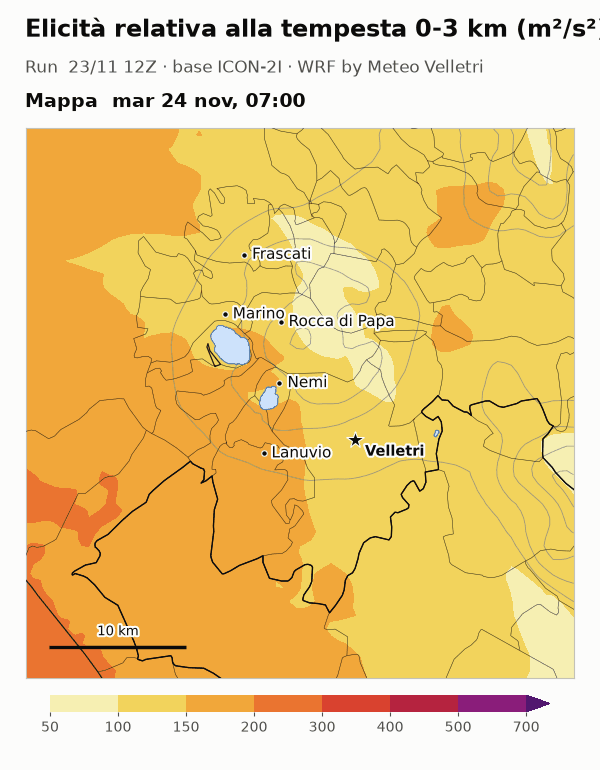 Elicità relativa alla tempesta 0-3 km (m²/s²)
Run 23/11 12Z · base ICON-2I · WRF by Meteo Velletri
Mappa mar 24 nov, 07:00
Frascati
Marino
Rocca di Papa
Nemi
Velletri
Lanuvio
10 km
50 100 150 200 300 400 500 700